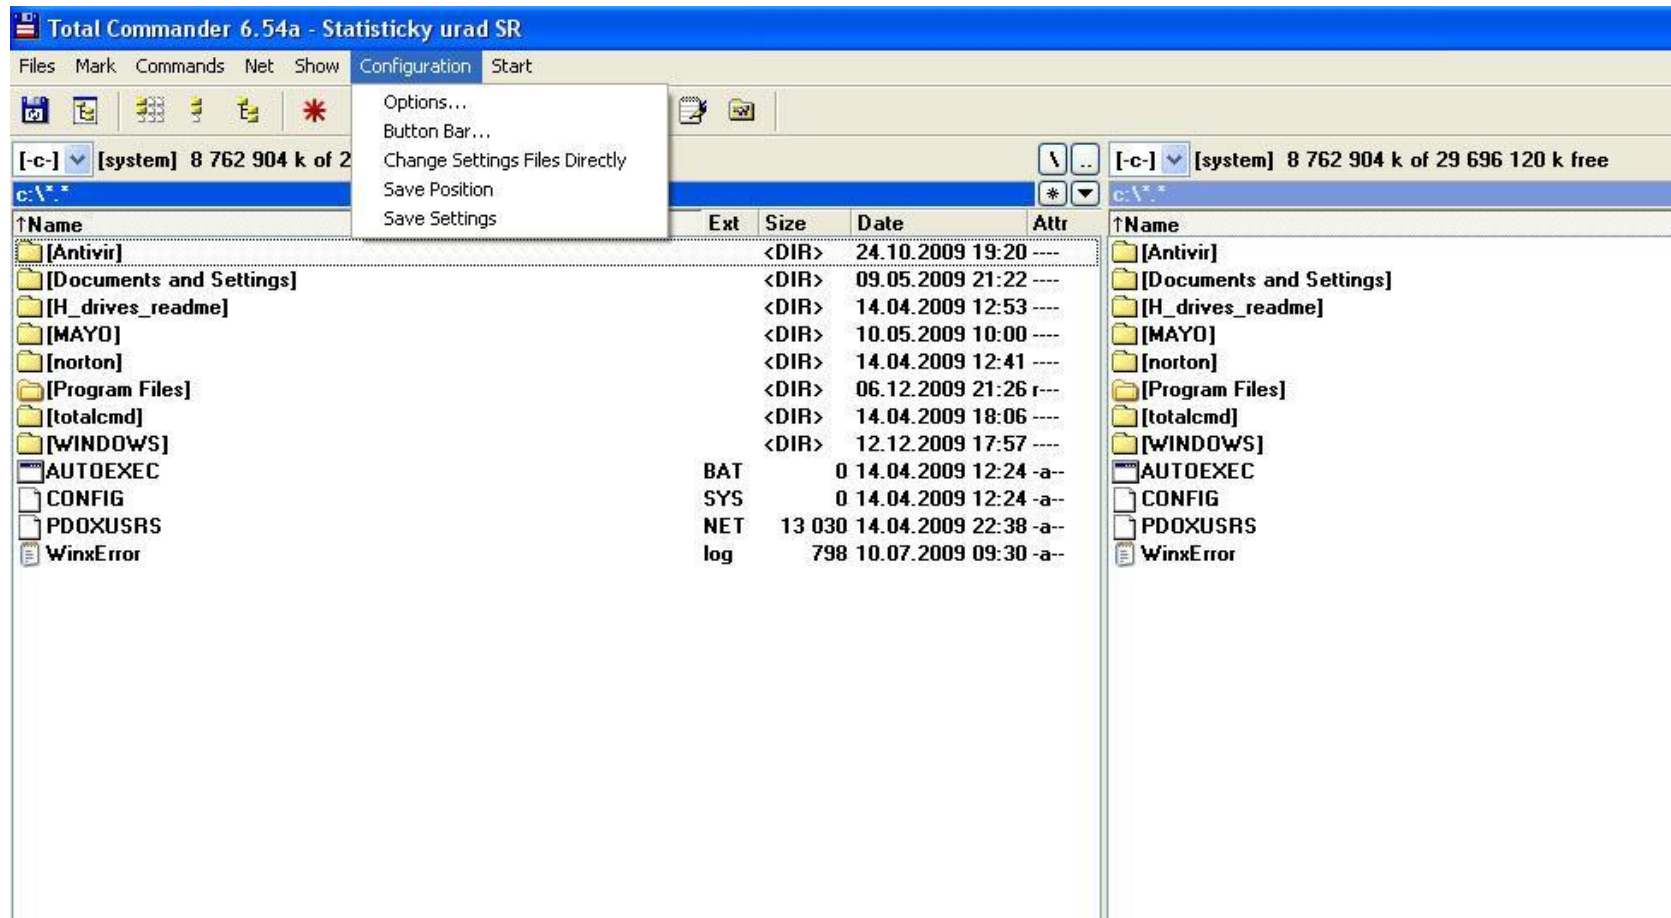 Total Commander 6.54a - Statisticky urad SR
Files Mark Commands Net Show Configuration Start
Options...
Button Bar...
Change Settings Files Directly
Save Position
Save Settings
[-c-] [system] 8 762 904 k of 2 \ .. [-c-] [system] 8 762 904 k of 29 696 120 k free
c:\*.* * c:\*.*
↑Name Ext Size Date Attr ↑Name
[Antivir] <DIR> 24.10.2009 19:20 ---- [Antivir]
[Documents and Settings] <DIR> 09.05.2009 21:22 ---- [Documents and Settings]
[H_drives_readme] <DIR> 14.04.2009 12:53 ---- [H_drives_readme]
[MAYO] <DIR> 10.05.2009 10:00 ---- [MAYO]
[norton] <DIR> 14.04.2009 12:41 ---- [norton]
[Program Files] <DIR> 06.12.2009 21:26 r--- [Program Files]
[totalcmd] <DIR> 14.04.2009 18:06 ---- [totalcmd]
[WINDOWS] <DIR> 12.12.2009 17:57 ---- [WINDOWS]
AUTOEXEC BAT 0 14.04.2009 12:24 -a-- AUTOEXEC
CONFIG SYS 0 14.04.2009 12:24 -a-- CONFIG
PDOXUSRS NET 13 030 14.04.2009 22:38 -a-- PDOXUSRS
WinxError log 798 10.07.2009 09:30 -a-- WinxError